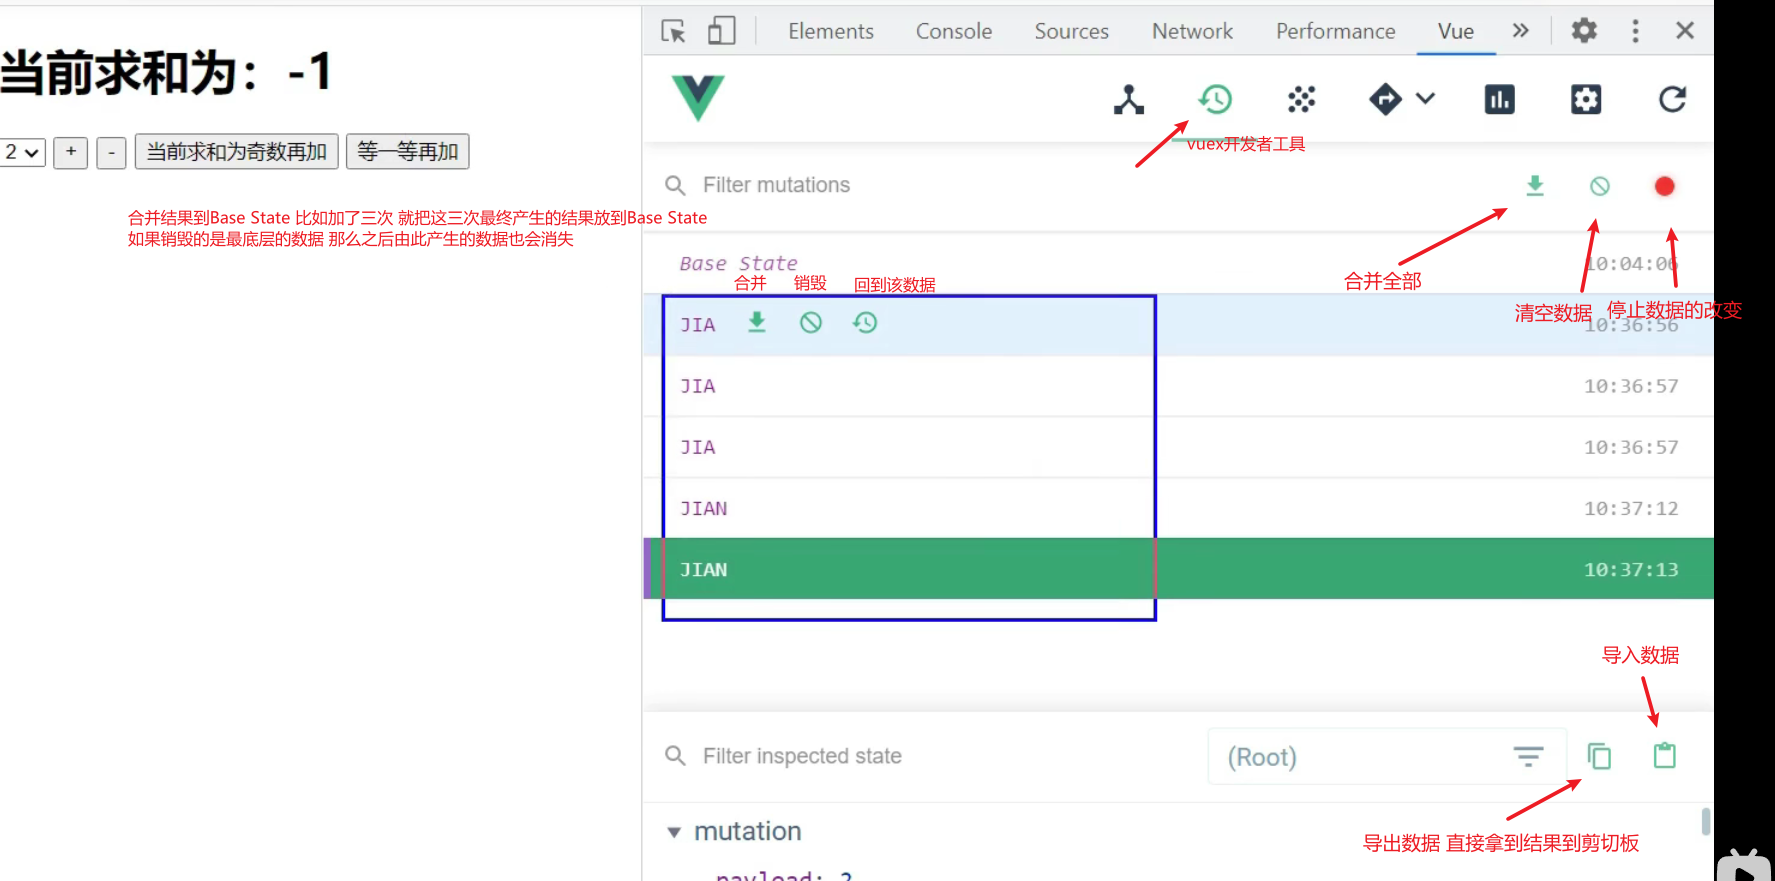 Elements Console Sources Network Performance Vue
当前求和为：-1
2 + - 当前求和为奇数再加 等一等再加
vuex开发者工具
Filter mutations
合并结果到Base State 比如加了三次 就把这三次最终产生的结果放到Base State
如果销毁的是最底层的数据 那么之后由此产生的数据也会消失
Base State 10:04:06
合并 销毁 回到该数据
合并全部
清空数据 停止数据的改变
JIA 10:36:56
JIA 10:36:57
JIA 10:36:57
JIAN 10:37:12
JIAN 10:37:13
导入数据
Filter inspected state (Root)
导出数据 直接拿到结果到剪切板
mutation
payload: 2